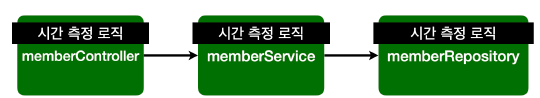 시간 측정 로직
memberController
시간 측정 로직
memberService
시간 측정 로직
memberRepository